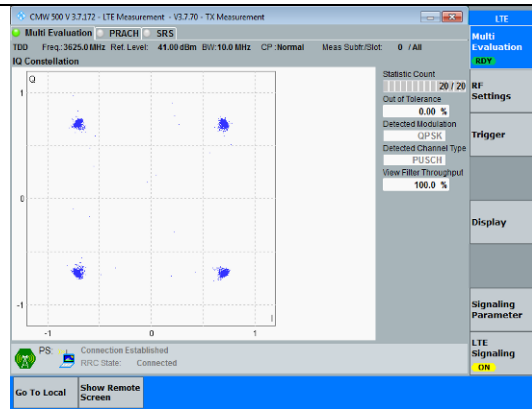 CMW 500 V 3.7.172 - LTE Measurement - V3.7.70 - TX Measurement
LTE
Multi Evaluation PRACH SRS
TDD Freq.: 3625.0 MHz Ref. Level: 41.00 dBm BW: 10.0 MHz CP : Normal Meas Subfr./Slot: 0 / All
IQ Constellation
Q
1
0
-1
I
-1 0 1
Statistic Count
20 / 20
Out of Tolerance
0.00 %
Detected Modulation
QPSK
Detected Channel Type
PUSCH
View Filter Throughput
100.0 %
Multi
Evaluation
RDY
RF
Settings
Trigger
Display
Signaling
Parameter
LTE
Signaling
ON
PS: Connection Established
RRC State: Connected
Go To Local
Show Remote
Screen